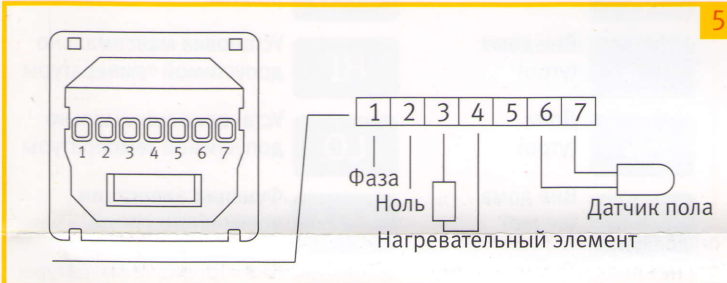 5
1 2 3 4 5 6 7
1 2 3 4 5 6
Фаза
Ноль
Датчик пола
Нагревательный элемент